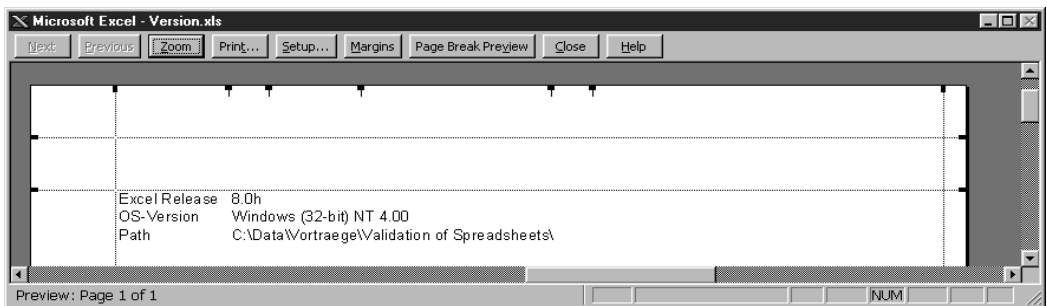 Microsoft Excel - Version.xls
Next Previous Zoom Print... Setup... Margins Page Break Preview Close Help
Excel Release 8.0h
OS-Version Windows (32-bit) NT 4.00
Path C:\Data\Vortraege\Validation of Spreadsheets\
Preview: Page 1 of 1 NUM